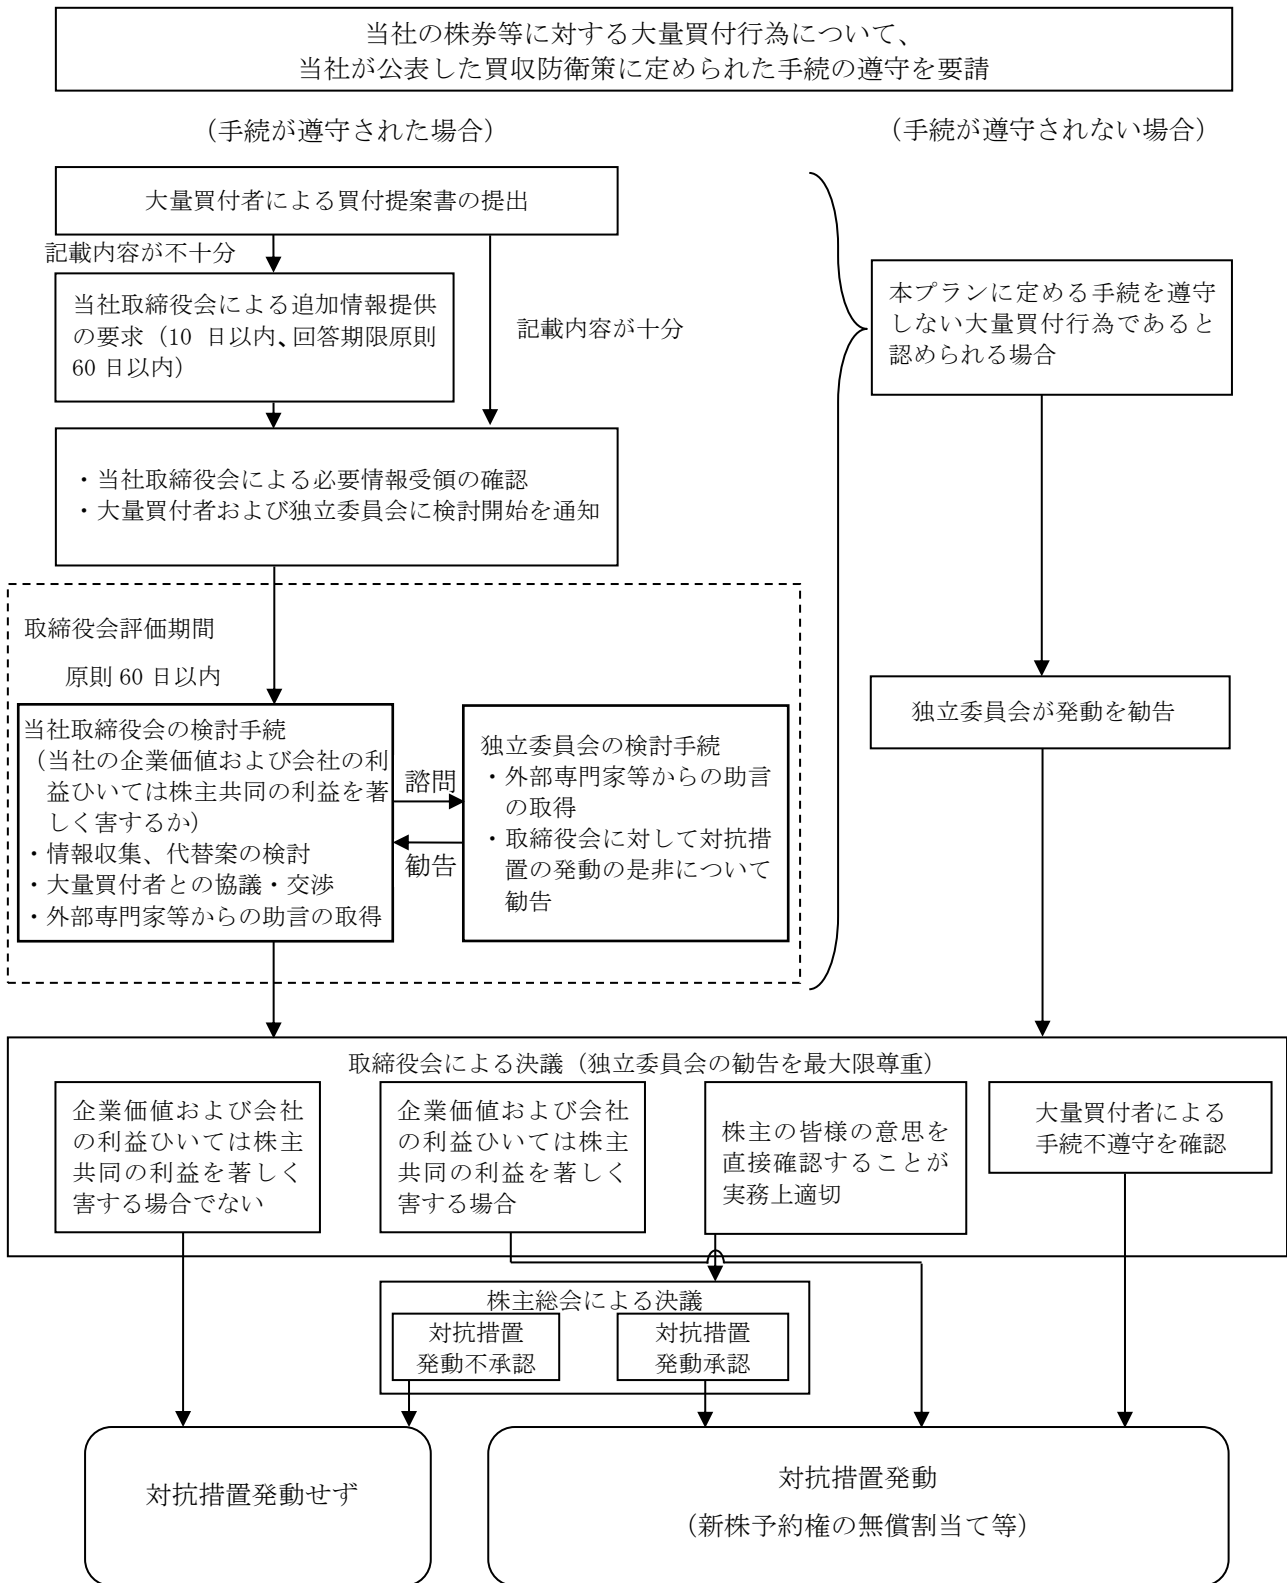 当社の株券等に対する大量買付行為について、
当社が公表した買収防衛策に定められた手続の遵守を要請
（手続が遵守された場合）
（手続が遵守されない場合）
大量買付者による買付提案書の提出
記載内容が不十分
当社取締役会による追加情報提供
の要求（10 日以内、回答期限原則
60 日以内）
記載内容が十分
本プランに定める手続を遵守
しない大量買付行為であると
認められる場合
・当社取締役会による必要情報受領の確認
・大量買付者および独立委員会に検討開始を通知
取締役会評価期間
原則 60 日以内
独立委員会が発動を勧告
当社取締役会の検討手続
（当社の企業価値および会社の利
益ひいては株主共同の利益を著
しく害するか）
・情報収集、代替案の検討
・大量買付者との協議・交渉
・外部専門家等からの助言の取得
諮問
勧告
独立委員会の検討手続
・外部専門家等からの助言
の取得
・取締役会に対して対抗措
置の発動の是非について
勧告
取締役会による決議（独立委員会の勧告を最大限尊重）
企業価値および会社
の利益ひいては株主
共同の利益を著しく
害する場合でない
企業価値および会社
の利益ひいては株主
共同の利益を著しく
害する場合
株主の皆様の意思を
直接確認することが
実務上適切
大量買付者による
手続不遵守を確認
株主総会による決議
対抗措置
発動不承認
対抗措置
発動承認
対抗措置発動せず
対抗措置発動
（新株予約権の無償割当て等）